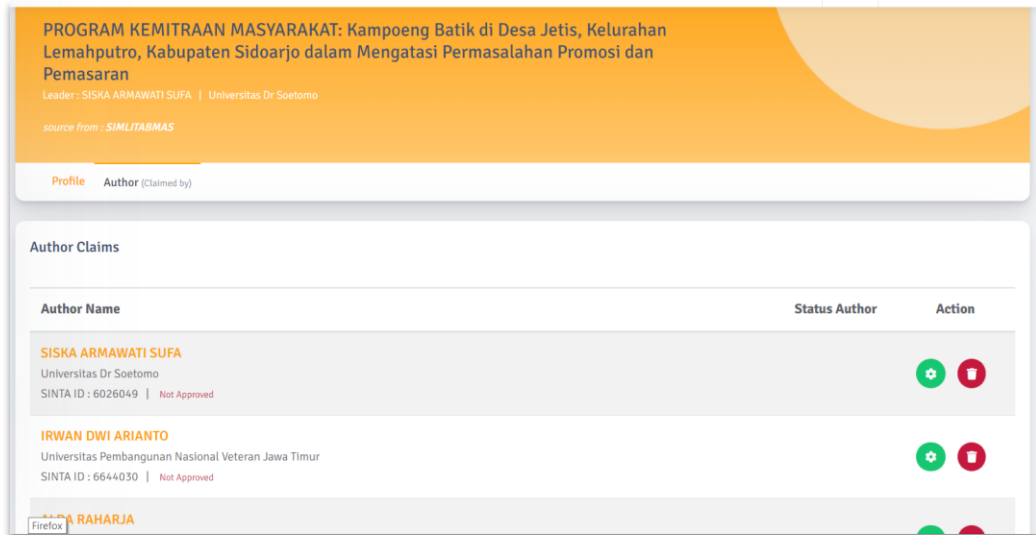 PROGRAM KEMITRAAN MASYARAKAT: Kampoeng Batik di Desa Jetis, Kelurahan
Lemahputro, Kabupaten Sidoarjo dalam Mengatasi Permasalahan Promosi dan
Pemasaran
Leader : SISKA ARMAWATI SUFA | Universitas Dr Soetomo
source from : SIMLITABMAS
Profile Author (Claimed by)
Author Claims
Author Name Status Author Action
SISKA ARMAWATI SUFA
Universitas Dr Soetomo
SINTA ID : 6026049 | Not Approved
IRWAN DWI ARIANTO
Universitas Pembangunan Nasional Veteran Jawa Timur
SINTA ID : 6644030 | Not Approved
RAHARJA
Firefox